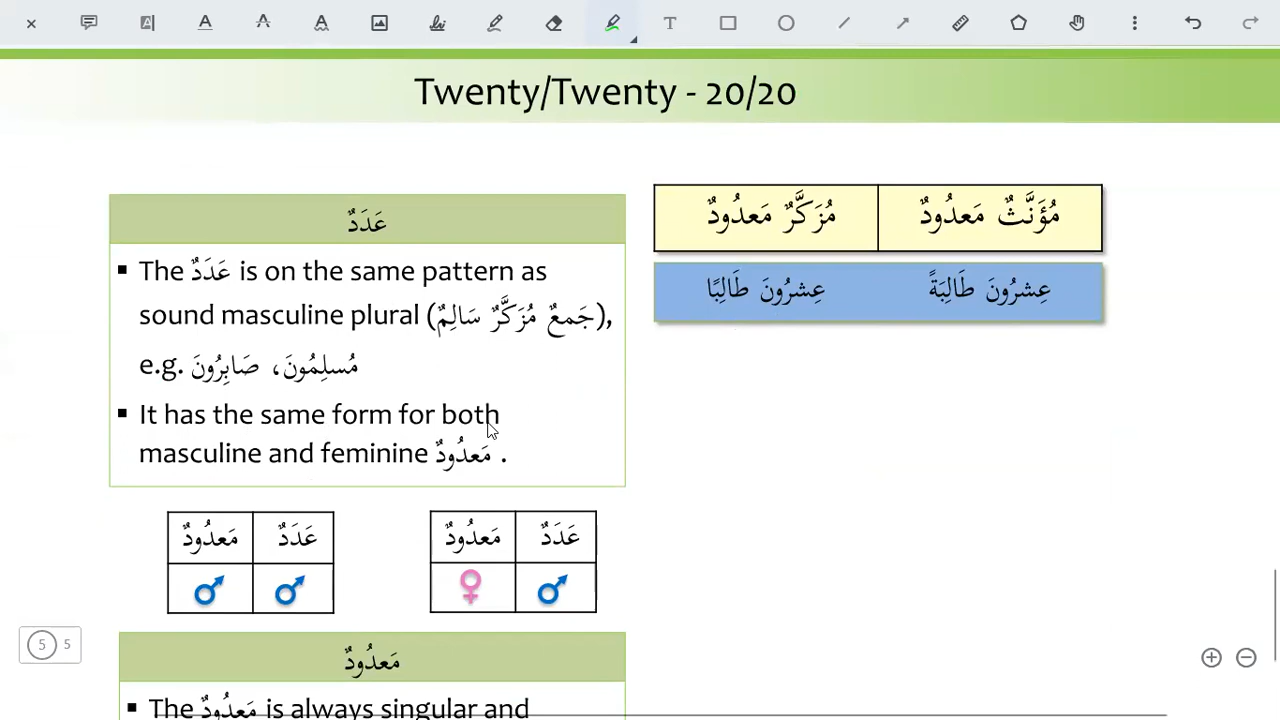 Twenty/Twenty - 20/20
عَدَدٌ
▪ The عَدَدٌ is on the same pattern as
sound masculine plural (جَمعٌ مُزَكَّرٌ سَالِمٌ),
e.g. مُسلِمُونَ، صَابِرُونَ
▪ It has the same form for both
masculine and feminine مَعدُودٌ .
مُؤَنَّثٌ مَعدُودٌ
مُزَكَّرٌ مَعدُودٌ
عِشرُونَ طَالِبَةً
عِشرُونَ طَالِبًا
عَدَدٌ
مَعدُودٌ
عَدَدٌ
مَعدُودٌ
مَعدُودٌ
▪ The مَعدُودٌ is always singular and
5 5